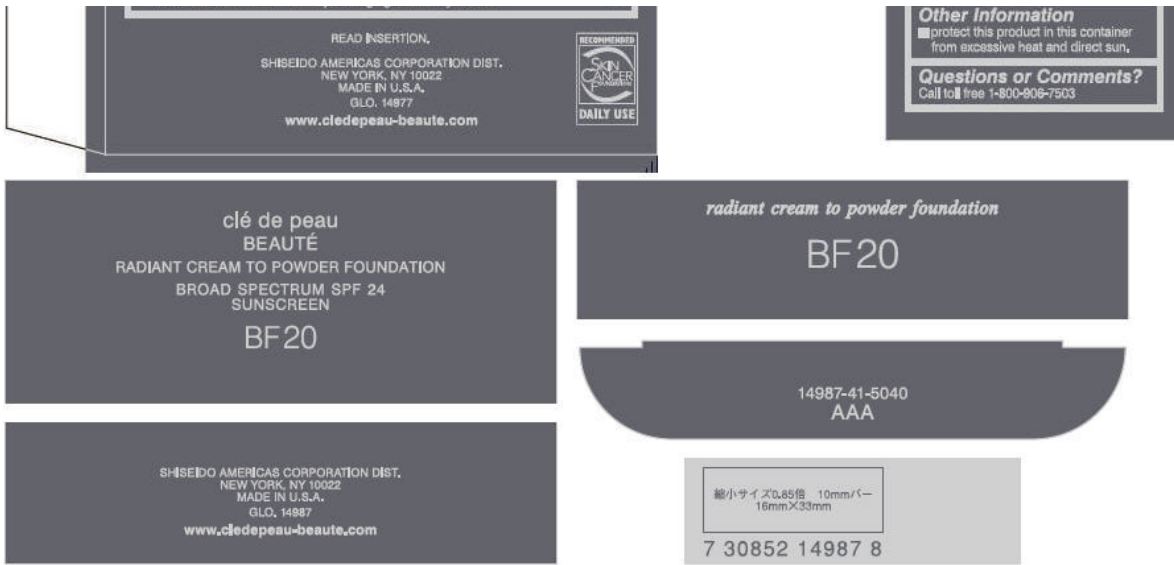 READ INSERTION.
SHISEIDO AMERICAS CORPORATION DIST.
NEW YORK, NY 10022
MADE IN U.S.A.
GLO. 14977
www.cledepeau-beaute.com
RECOMMENDED
SKIN
CANCER
FOUNDATION
DAILY USE
Other Information
protect this product in this container
from excessive heat and direct sun.
Questions or Comments?
Call toll free 1-800-906-7503
clé de peau
BEAUTÉ
RADIANT CREAM TO POWDER FOUNDATION
BROAD SPECTRUM SPF 24
SUNSCREEN
BF20
radiant cream to powder foundation
BF20
14987-41-5040
AAA
SHISEIDO AMERICAS CORPORATION DIST.
NEW YORK, NY 10022
MADE IN U.S.A.
GLO. 14987
www.cledepeau-beaute.com
縮小サイズ0.85倍 10mmバー
16mm×33mm
7 30852 14987 8